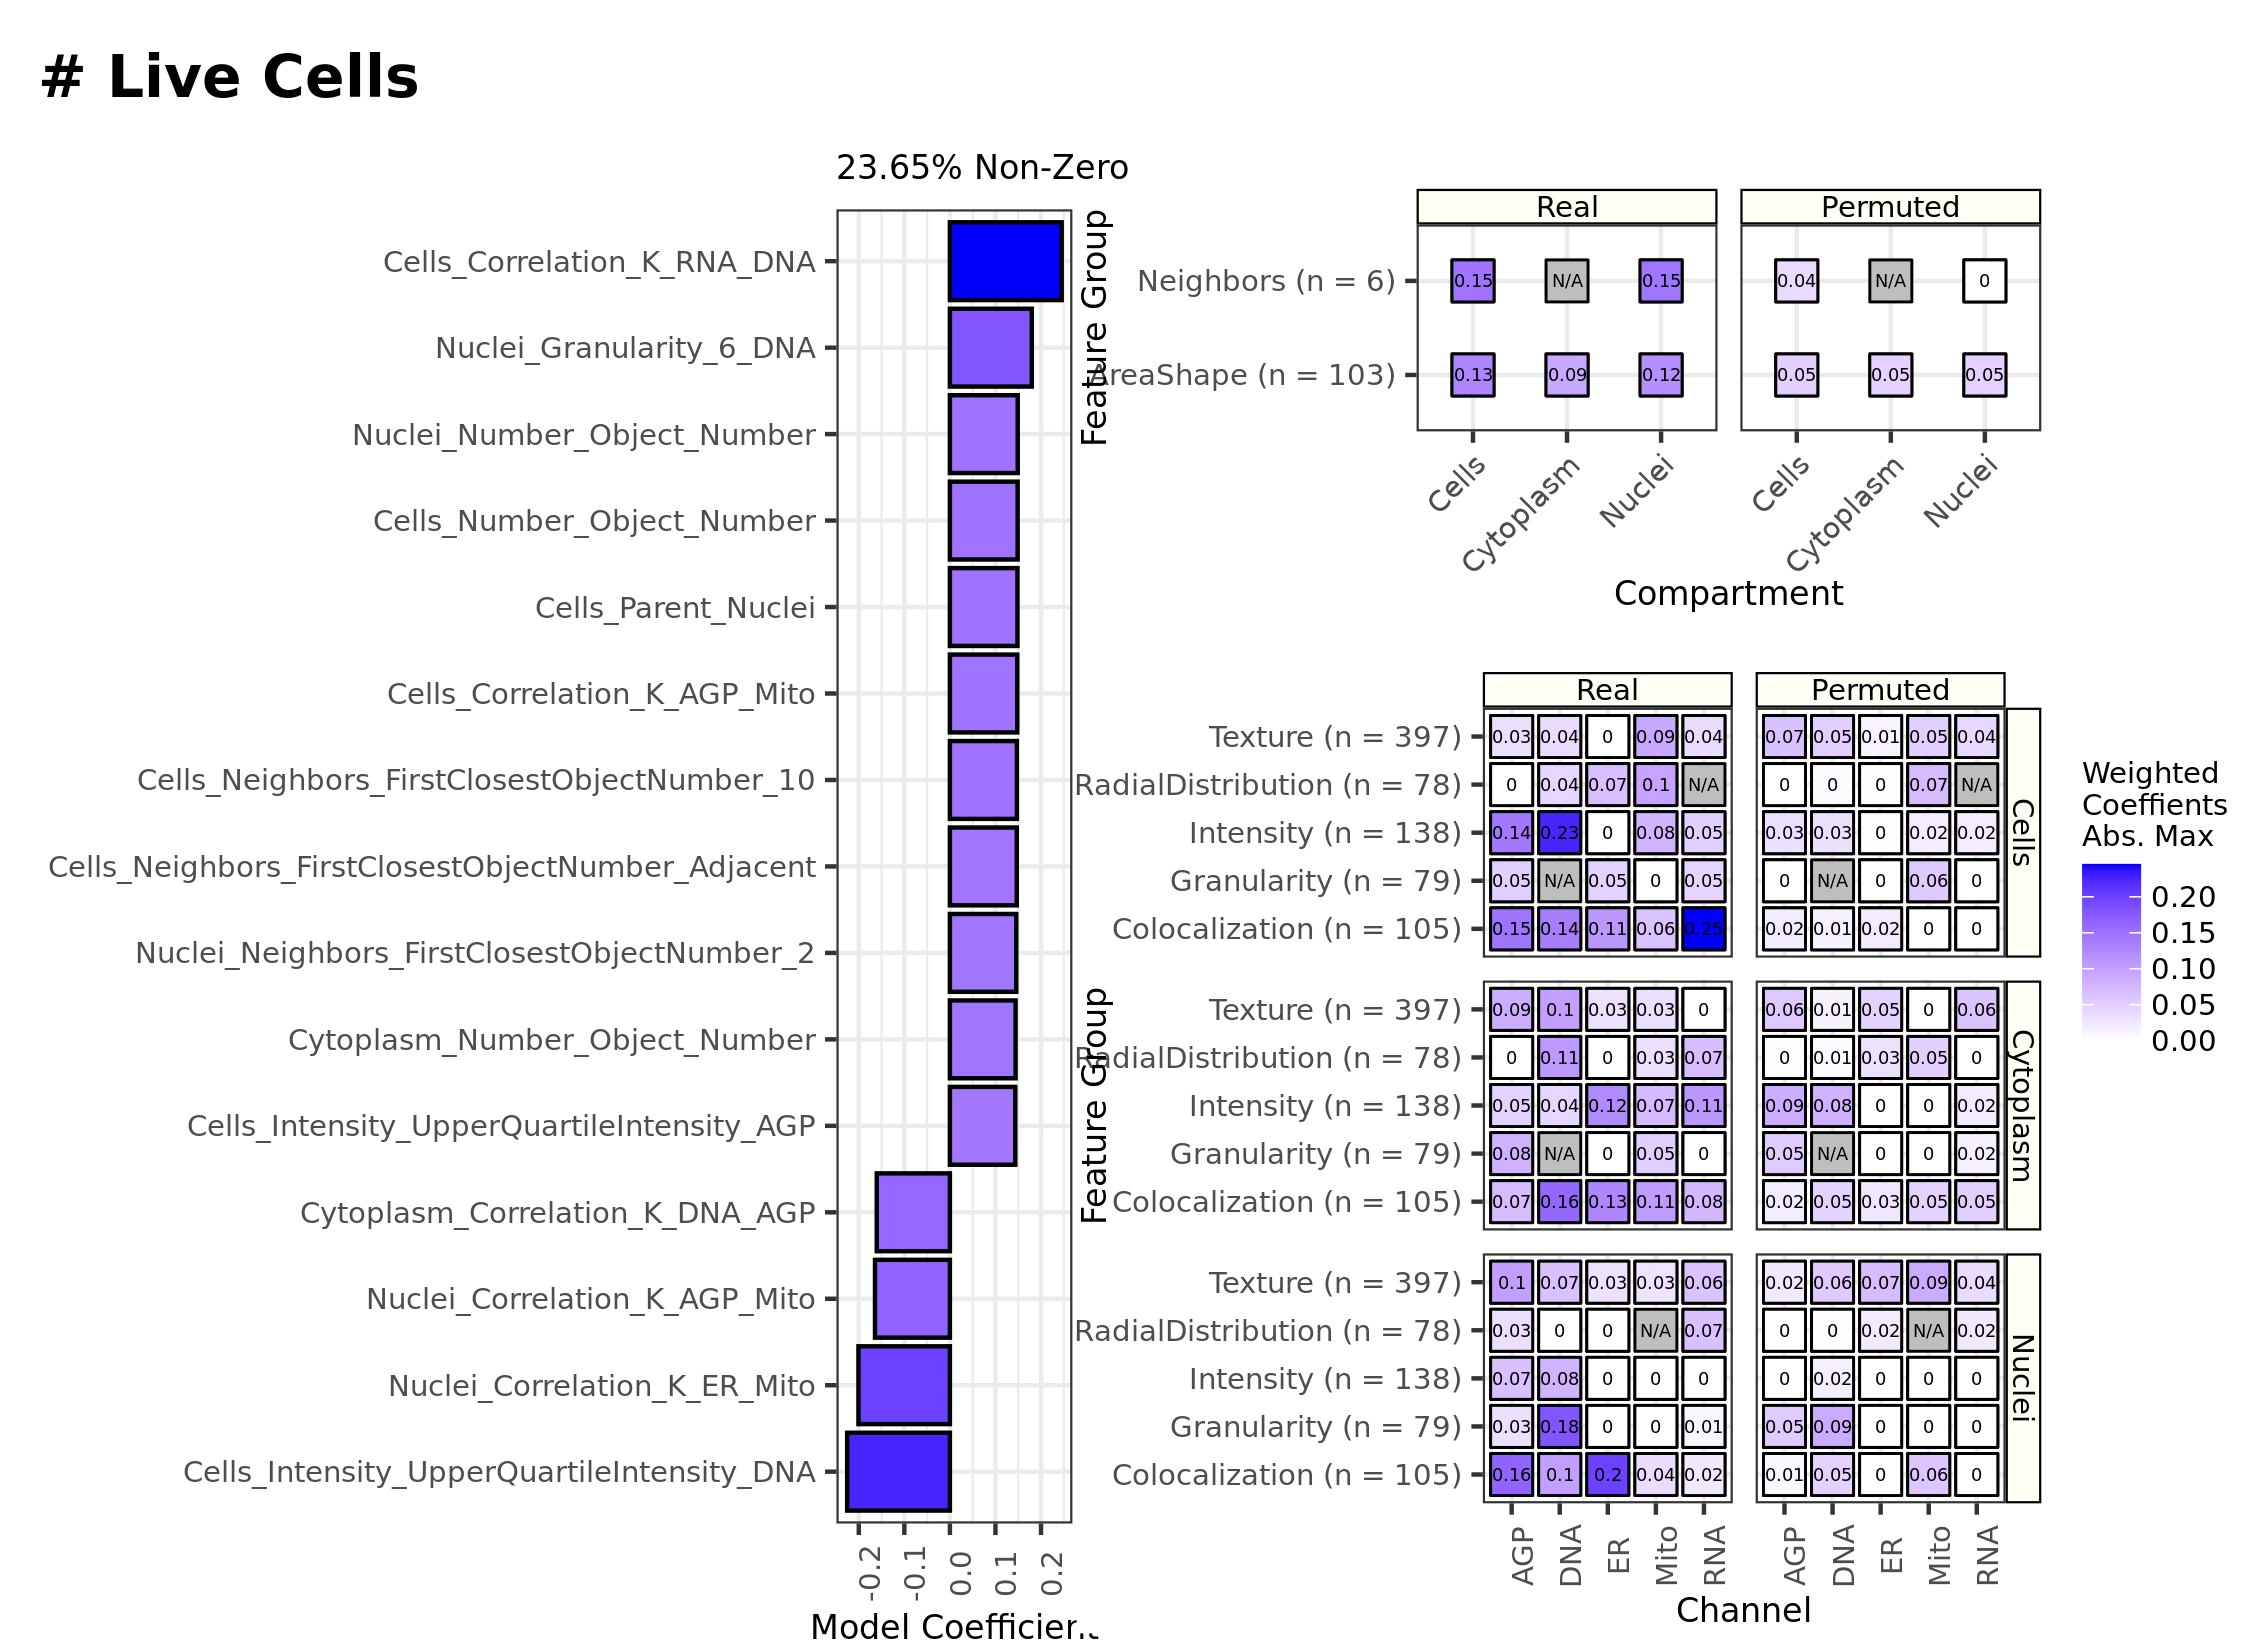 # Live Cells
23.65% Non-Zero
Cells_Correlation_K_RNA_DNA
Nuclei_Granularity_6_DNA
Nuclei_Number_Object_Number
Cells_Number_Object_Number
Cells_Parent_Nuclei
Cells_Correlation_K_AGP_Mito
Cells_Neighbors_FirstClosestObjectNumber_10
Cells_Neighbors_FirstClosestObjectNumber_Adjacent
Nuclei_Neighbors_FirstClosestObjectNumber_2
Cytoplasm_Number_Object_Number
Cells_Intensity_UpperQuartileIntensity_AGP
Cytoplasm_Correlation_K_DNA_AGP
Nuclei_Correlation_K_AGP_Mito
Nuclei_Correlation_K_ER_Mito
Cells_Intensity_UpperQuartileIntensity_DNA
-0.2 -0.1 0.0 0.1 0.2
Model
Feature Group
Real Permuted
Neighbors (n = 6) 0.15 N/A 0.15 0.04 N/A 0
AreaShape (n = 103) 0.13 0.09 0.12 0.05 0.05 0.05
Cells Cytoplasm Nuclei Cells Cytoplasm Nuclei
Compartment
Feature Group
Real Permuted
Texture (n = 397) 0.03 0.04 0 0.09 0.04 0.07 0.05 0.01 0.05 0.04
RadialDistribution (n = 78) 0 0.04 0.07 0.1 N/A 0 0 0 0.07 N/A
Intensity (n = 138) 0.14 0.23 0 0.08 0.05 0.03 0.03 0 0.02 0.02
Granularity (n = 79) 0.05 N/A 0.05 0 0.05 0 N/A 0 0.06 0
Colocalization (n = 105) 0.15 0.14 0.11 0.06 0.25 0.02 0.01 0.02 0 0
Cells
Texture (n = 397) 0.09 0.1 0.03 0.03 0 0.06 0.01 0.05 0 0.06
RadialDistribution (n = 78) 0 0.11 0 0.03 0.07 0 0.01 0.03 0.05 0
Intensity (n = 138) 0.05 0.04 0.12 0.07 0.11 0.09 0.08 0 0 0.02
Granularity (n = 79) 0.08 N/A 0 0.05 0 0.05 N/A 0 0 0.02
Colocalization (n = 105) 0.07 0.16 0.13 0.11 0.08 0.02 0.05 0.03 0.05 0.05
Cytoplasm
Texture (n = 397) 0.1 0.07 0.03 0.03 0.06 0.02 0.06 0.07 0.09 0.04
RadialDistribution (n = 78) 0.03 0 0 N/A 0.07 0 0 0.02 N/A 0.02
Intensity (n = 138) 0.07 0.08 0 0 0 0 0.02 0 0 0
Granularity (n = 79) 0.03 0.18 0 0 0.01 0.05 0.09 0 0 0
Colocalization (n = 105) 0.16 0.1 0.2 0.04 0.02 0.01 0.05 0 0.06 0
Nuclei
AGP DNA ER Mito RNA AGP DNA ER Mito RNA
Channel
Weighted
Coeffients
Abs. Max
0.20
0.15
0.10
0.05
0.00